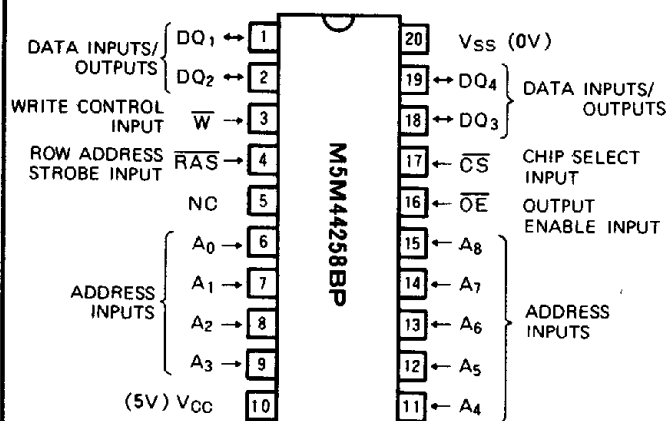 DATA INPUTS/
OUTPUTS
DQ1 ↔ 1
DQ2 ↔ 2
WRITE CONTROL
INPUT
W̅ → 3
ROW ADDRESS
STROBE INPUT
R̅A̅S̅ → 4
NC 5
ADDRESS
INPUTS
A0 → 6
A1 → 7
A2 → 8
A3 → 9
(5V) VCC 10
M5M44258BP
20 VSS (0V)
19 ↔ DQ4
18 ↔ DQ3
DATA INPUTS/
OUTPUTS
17 ← C̅S̅
CHIP SELECT
INPUT
16 ← O̅E̅
OUTPUT
ENABLE INPUT
15 ← A8
14 ← A7
13 ← A6
12 ← A5
11 ← A4
ADDRESS
INPUTS